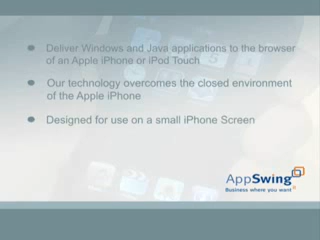 Deliver Windows and Java applications to the browser
of an Apple iPhone or iPod Touch
Our technology overcomes the closed environment
of the Apple iPhone
Designed for use on a small iPhone Screen
AppSwing
Business where you want it